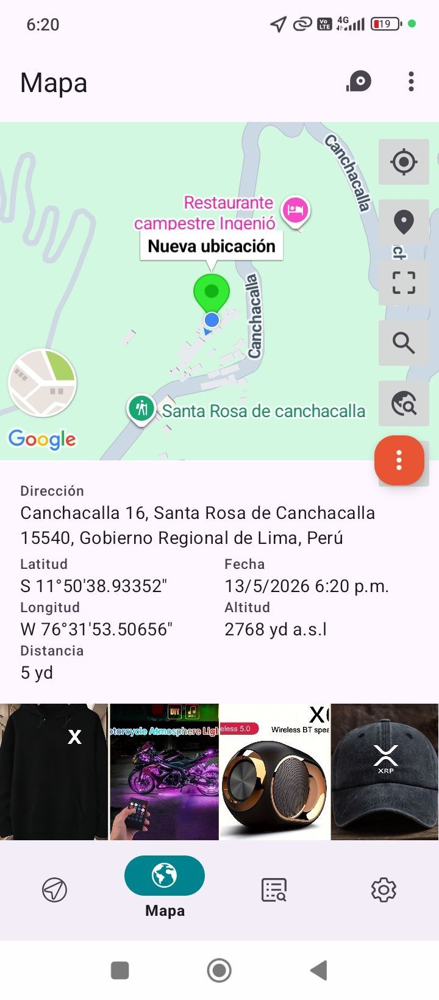 6:20
Vo LTE 4G 19
Mapa
Canchacalla
Restaurante
campestre Ingenió
Nueva ubicación
Canchacalla
Santa Rosa de canchacalla
Google
Dirección
Canchacalla 16, Santa Rosa de Canchacalla
15540, Gobierno Regional de Lima, Perú
Latitud
Fecha
S 11°50'38.93352"
13/5/2026 6:20 p.m.
Longitud
Altitud
W 76°31'53.50656"
2768 yd a.s.l
Distancia
5 yd
X
DIY
otorcycle Atmosphere Ligh
eless 5.0
Wireless BT spea
XRP
Mapa